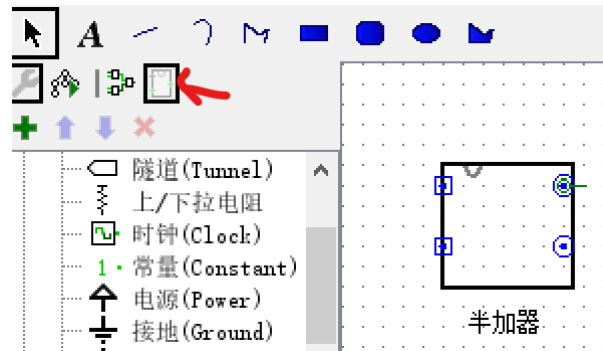 A
隧道(Tunnel)
上/下拉电阻
时钟(Clock)
1 常量(Constant)
电源(Power)
接地(Ground)
半加器